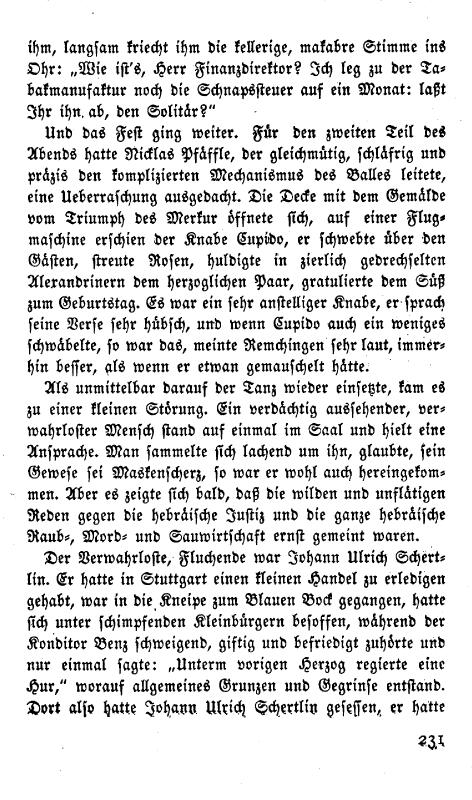 ihm, langsam kriecht ihm die kellerige, makabre Stimme ins
Ohr: „Wie ist's, Herr Finanzdirektor? Ich leg zu der Ta-
bakmanufaktur noch die Schnapssteuer auf ein Monat: laßt
Ihr ihn ab, den Solitär?“
Und das Fest ging weiter. Für den zweiten Teil des
Abends hatte Nicklas Pfäffle, der gleichmütig, schläfrig und
präzis den komplizierten Mechanismus des Balles leitete,
eine Ueberraschung ausgedacht. Die Decke mit dem Gemälde
vom Triumph des Merkur öffnete sich, auf einer Flug-
maschine erschien der Knabe Cupido, er schwebte über den
Gästen, streute Rosen, huldigte in zierlich gedrechselten
Alexandrinern dem herzoglichen Paar, gratulierte dem Süß
zum Geburtstag. Es war ein sehr anstelliger Knabe, er sprach
seine Verse sehr hübsch, und wenn Cupido auch ein weniges
schwäbelte, so war das, meinte Remchingen sehr laut, immer-
hin besser, als wenn er etwan gemauschelt hätte.
Als unmittelbar darauf der Tanz wieder einsetzte, kam es
zu einer kleinen Störung. Ein verdächtig aussehender, ver-
wahrloster Mensch stand auf einmal im Saal und hielt eine
Ansprache. Man sammelte sich lachend um ihn, glaubte, sein
Gewese sei Maskenscherz, so war er wohl auch hereingekom-
men. Aber es zeigte sich bald, daß die wilden und unflätigen
Reden gegen die hebräische Justiz und die ganze hebräische
Raub-, Mord- und Sauwirtschaft ernst gemeint waren.
Der Verwahrloste, Fluchende war Johann Ulrich Schert-
lin. Er hatte in Stuttgart einen kleinen Handel zu erledigen
gehabt, war in die Kneipe zum Blauen Bock gegangen, hatte
sich unter schimpfenden Kleinbürgern besoffen, während der
Konditor Benz schweigend, giftig und befriedigt zuhörte und
nur einmal sagte: „Unterm vorigen Herzog regierte eine
Hur,“ worauf allgemeines Grunzen und Gegrinse entstand.
Dort also hatte Johann Ulrich Schertlin gesessen, er hatte
231